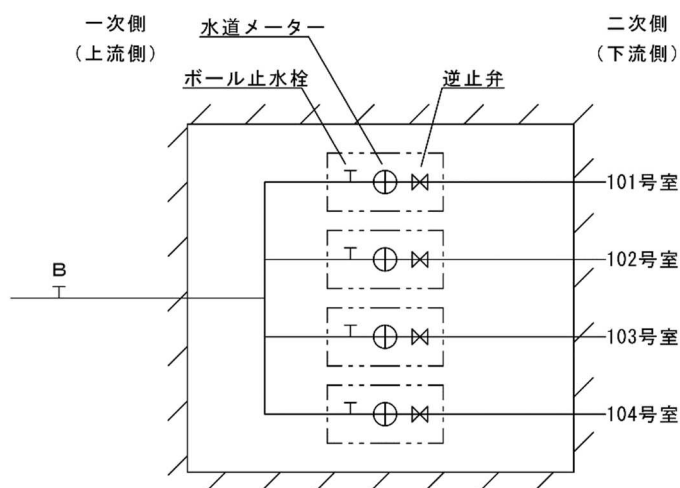 一次側
（上流側）
水道メーター
二次側
（下流側）
ボール止水栓
逆止弁
101号室
102号室
B
103号室
104号室